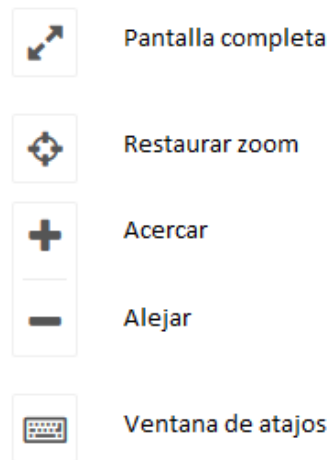 Pantalla completa
Restaurar zoom
Acercar
Alejar
Ventana de atajos